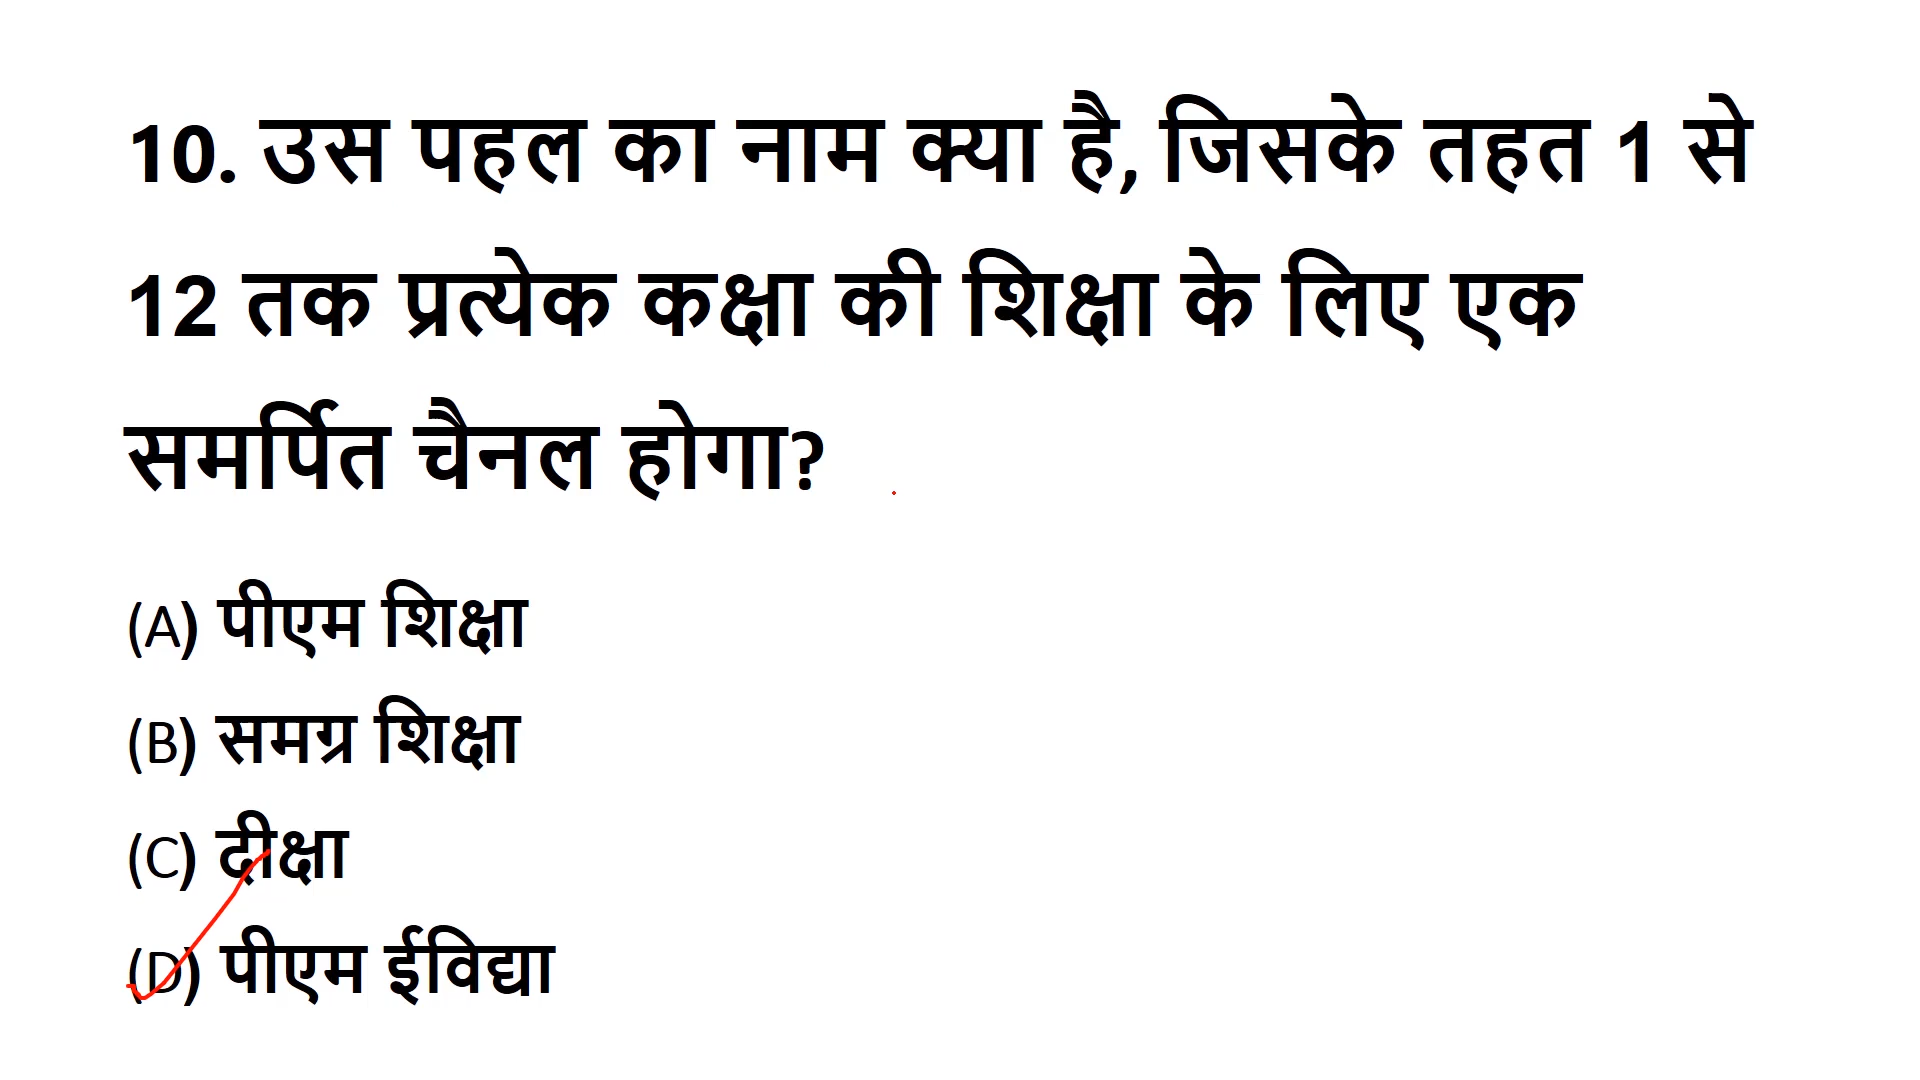 10. उस पहल का नाम क्या है, जिसके तहत 1 से
12 तक प्रत्येक कक्षा की शिक्षा के लिए एक
समर्पित चैनल होगा?
(A) पीएम शिक्षा
(B) समग्र शिक्षा
(C) दीक्षा
(D) पीएम ईविद्या